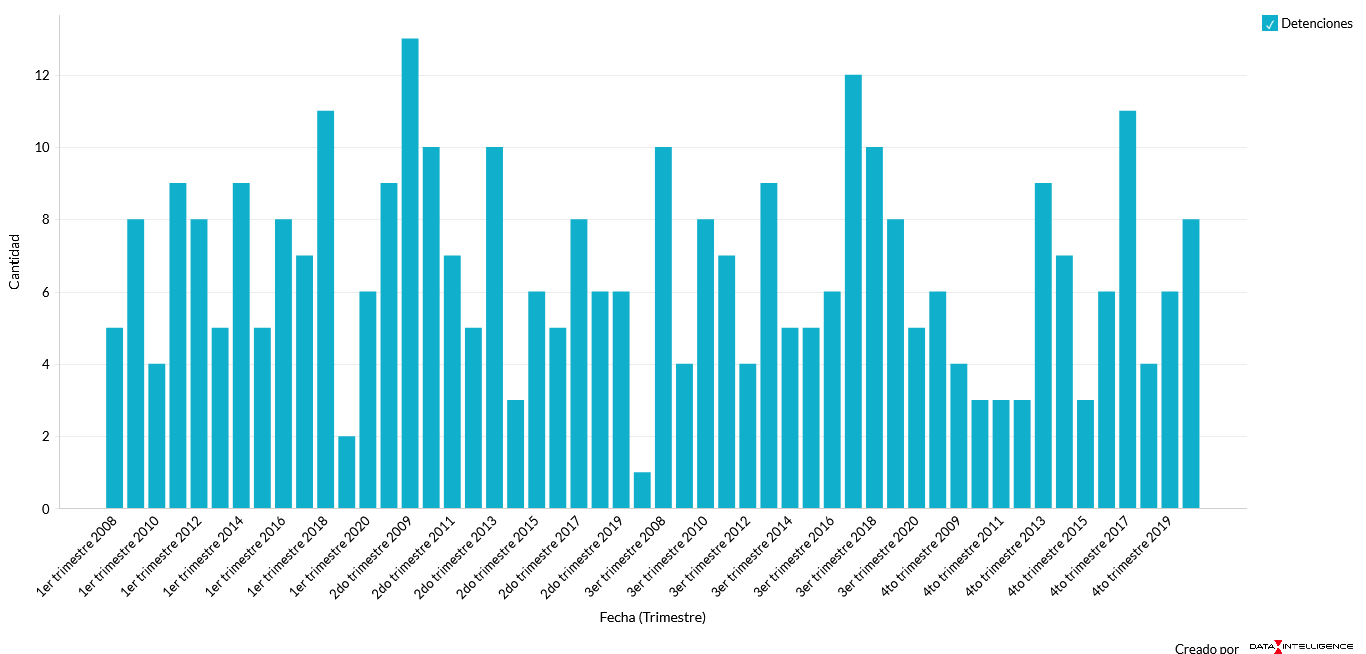 Detenciones
12
10
8
6
4
2
0
Cantidad
1er trimestre 2008
1er trimestre 2010
1er trimestre 2012
1er trimestre 2014
1er trimestre 2016
1er trimestre 2018
1er trimestre 2020
2do trimestre 2009
2do trimestre 2011
2do trimestre 2013
2do trimestre 2015
2do trimestre 2017
2do trimestre 2019
3er trimestre 2008
3er trimestre 2010
3er trimestre 2012
3er trimestre 2014
3er trimestre 2016
3er trimestre 2018
3er trimestre 2020
4to trimestre 2009
4to trimestre 2011
4to trimestre 2013
4to trimestre 2015
4to trimestre 2017
4to trimestre 2019
Fecha (Trimestre)
Creado por DATA INTELLIGENCE